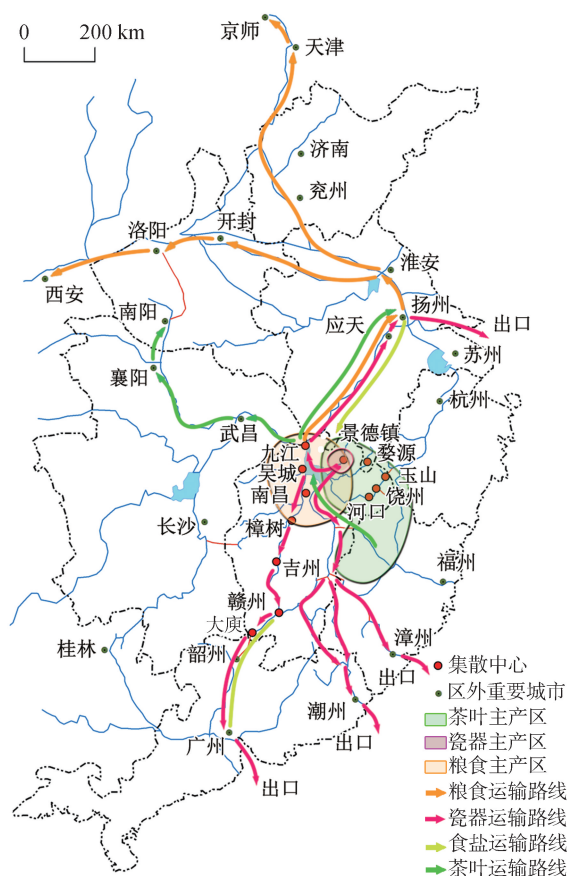 0
200 km
京师
天津
济南
兖州
洛阳
开封
淮安
西安
南阳
应天
扬州
出口
襄阳
苏州
杭州
武昌
九江
景德镇
婺源
吴城
玉山
南昌
饶州
河口
长沙
樟树
吉州
福州
赣州
大庾
桂林
韶州
漳州
出口
潮州
广州
出口
出口
集散中心
区外重要城市
茶叶主产区
瓷器主产区
粮食主产区
粮食运输路线
瓷器运输路线
食盐运输路线
茶叶运输路线